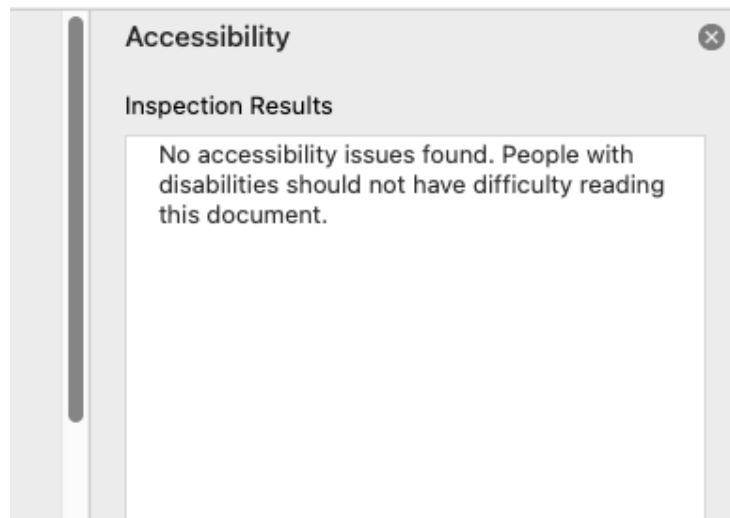 Accessibility
Inspection Results
No accessibility issues found. People with
disabilities should not have difficulty reading
this document.